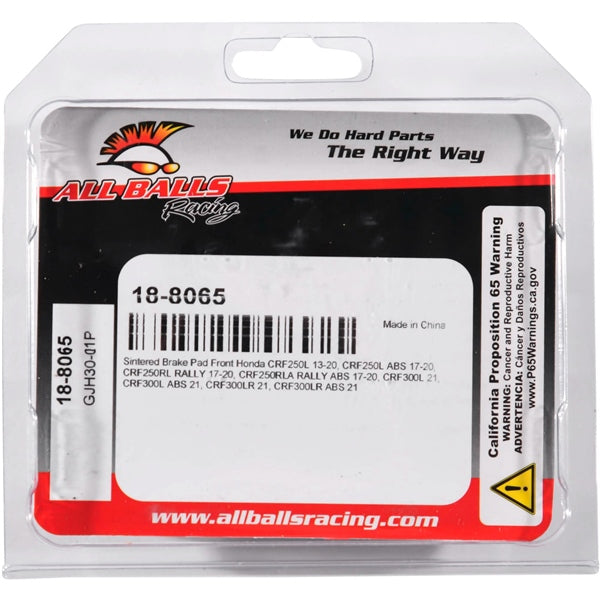 We Do Hard Parts
The Right Way
ALL BALLS
Racing
18-8065
Made in China
Sintered Brake Pad Front Honda CRF250L 13-20, CRF250L ABS 17-20,
CRF250RL RALLY 17-20, CRF250RLA RALLY ABS 17-20, CRF300L 21,
CRF300L ABS 21, CRF300LR 21, CRF300LR ABS 21
18-8065
GJH30-01P
California Proposition 65 Warning
WARNING: Cancer and Reproductive Harm
ADVERTENCIA: Cáncer y Daños Reproductivos
www.P65Warnings.ca.gov
www.allballsracing.com